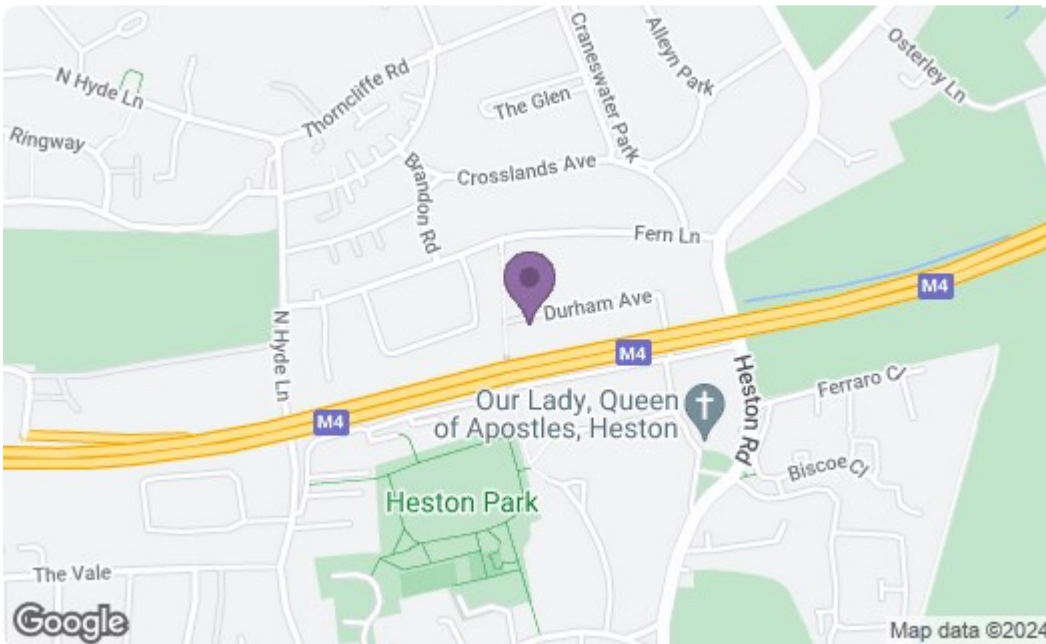 Craneswater Park
Alleyn Park
Osterley Ln
N Hyde Ln
Thorncliffe Rd
The Glen
Ringway
Brandon Rd
Crosslands Ave
Fern Ln
M4
Durham Ave
N Hyde Ln
M4
Heston Rd
Ferraro Cl
Our Lady, Queen
of Apostles, Heston
M4
Biscoe Cl
Heston Park
The Vale
Google
Map data ©2024